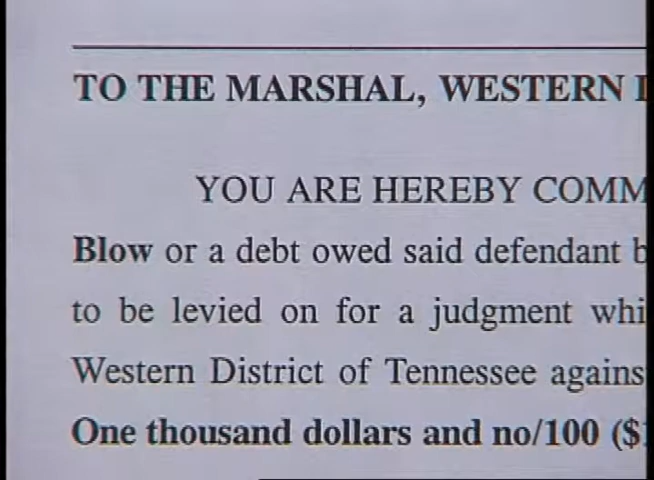 TO THE MARSHAL, WESTERN
YOU ARE HEREBY COMM
Blow or a debt owed said defendant b
to be levied on for a judgment whi
Western District of Tennessee agains
One thousand dollars and no/100 ($